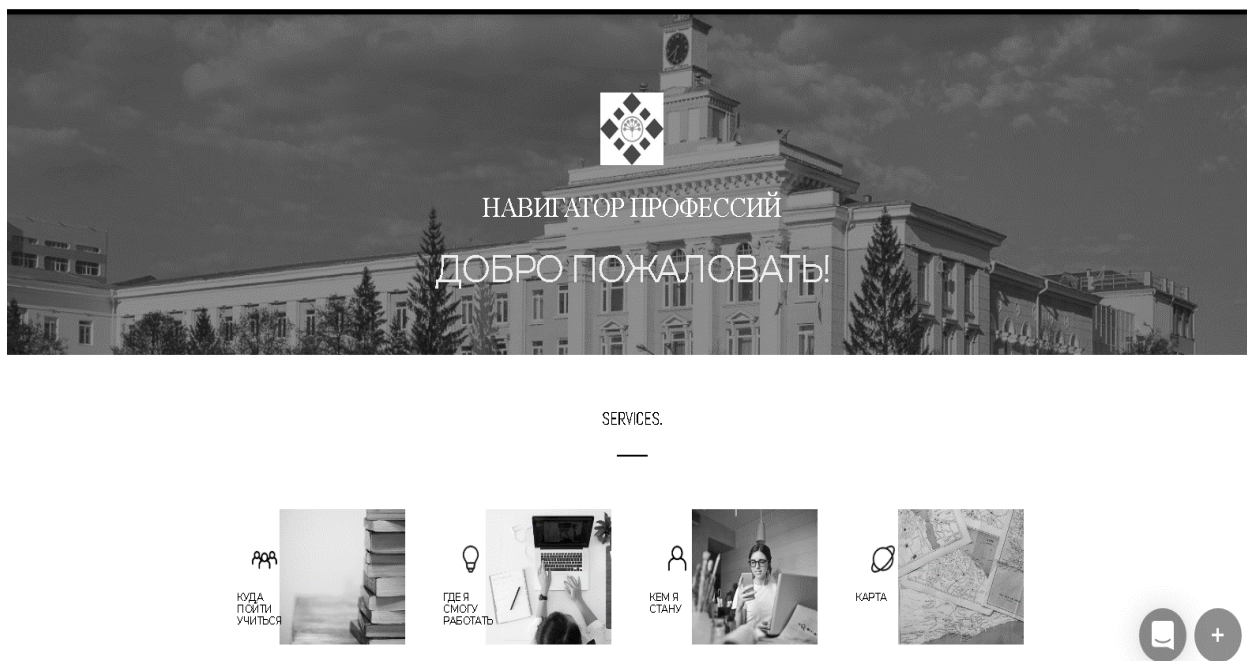 НАВИГАТОР ПРОФЕССИЙ
ДОБРО ПОЖАЛОВАТЬ!
SERVICES.
КУДА
ПОЙТИ
УЧИТЬСЯ
ГДЕ Я
СМОГУ
РАБОТАТЬ
КЕМ Я
СТАНУ
КАРТА